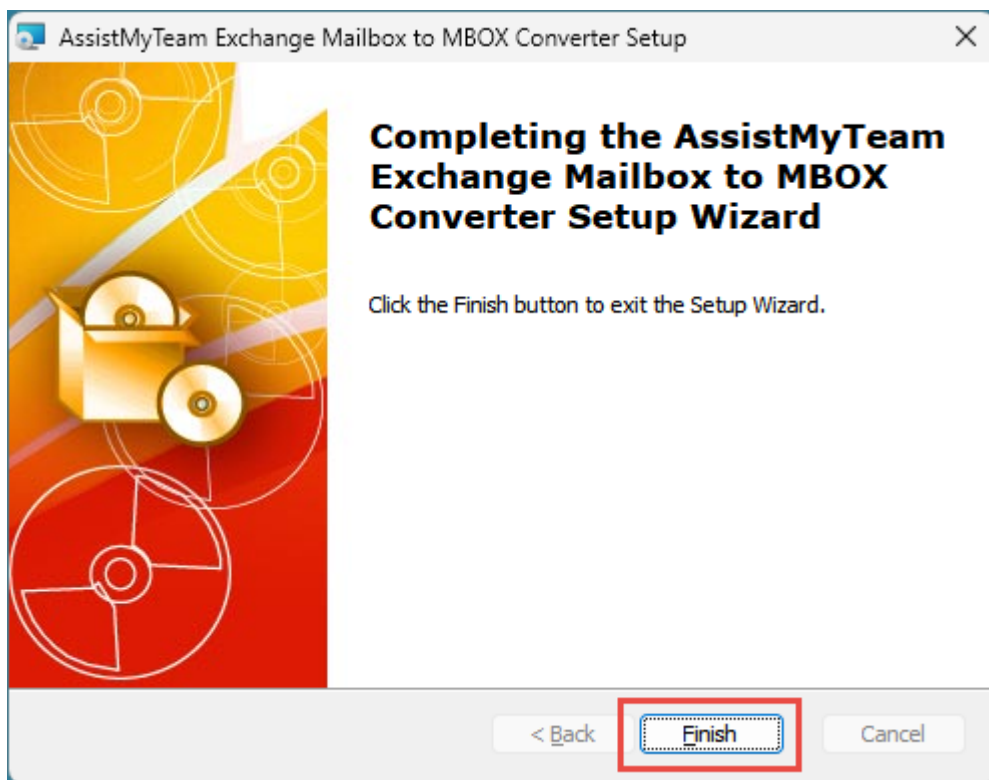 AssistMyTeam Exchange Mailbox to MBOX Converter Setup
Completing the AssistMyTeam
Exchange Mailbox to MBOX
Converter Setup Wizard
Click the Finish button to exit the Setup Wizard.
< Back Finish Cancel